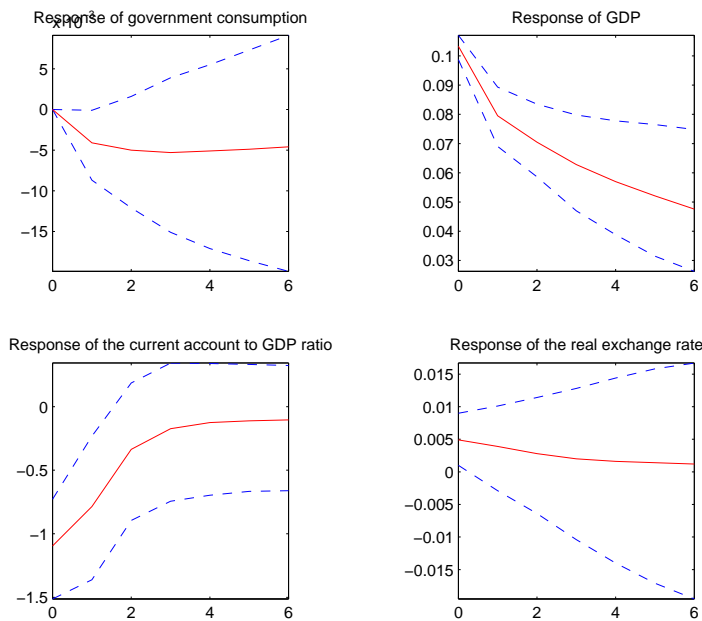 Response of government consumption
x 10⁻³
5
0
−5
−10
−15
0 2 4 6
Response of GDP
0.1
0.09
0.08
0.07
0.06
0.05
0.04
0.03
0 2 4 6
Response of the current account to GDP ratio
0
−0.5
−1
−1.5
0 2 4 6
Response of the real exchange rate
0.015
0.01
0.005
0
−0.005
−0.01
−0.015
0 2 4 6